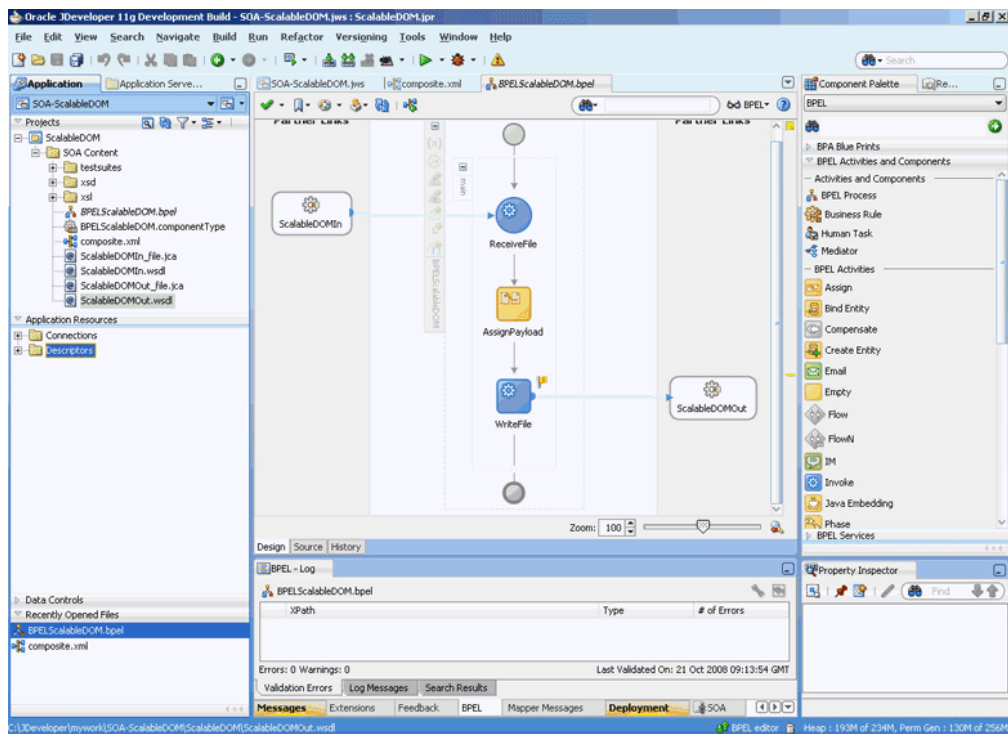 Oracle JDeveloper 11g Development Build - SOA-ScalableDOM.jws : ScalableDOM.jpr
File Edit View Search Navigate Build Run Refactor Versioning Tools Window Help
Search
Application
Application Serve...
SOA-ScalableDOM
Projects
ScalableDOM
SOA Content
testsuites
xsd
xsl
BPELScalableDOM.bpel
BPELScalableDOM.componentType
composite.xml
ScalableDOMIn_file.jca
ScalableDOMIn.wsdl
ScalableDOMOut_file.jca
ScalableDOMOut.wsdl
Application Resources
Connections
Descriptors
Data Controls
Recently Opened Files
BPELScalableDOM.bpel
composite.xml
SOA-ScalableDOM.jws
composite.xml
BPELScalableDOM.bpel
BPEL
Partner Links
Partner Links
main
BPELScalableDOM
ScalableDOMIn
ReceiveFile
AssignPayload
WriteFile
ScalableDOMOut
Zoom: 100
Design Source History
BPEL - Log
BPELScalableDOM.bpel
XPath Type # of Errors
Errors: 0 Warnings: 0
Last Validated On: 21 Oct 2008 09:13:54 GMT
Validation Errors Log Messages Search Results
Messages Extensions Feedback BPEL Mapper Messages Deployment SOA
Component Palette
Re...
BPEL
BPA Blue Prints
BPEL Activities and Components
Activities and Components
BPEL Process
Business Rule
Human Task
Mediator
BPEL Activities
Assign
Bind Entity
Compensate
Create Entity
Email
Empty
Flow
FlowN
IM
Invoke
Java Embedding
Phase
BPEL Services
Property Inspector
Find
C:\JDeveloper\mywork\SOA-ScalableDOM\ScalableDOM\ScalableDOMOut.wsdl
BPEL editor
Heap : 193M of 234M, Perm Gen : 130M of 256M